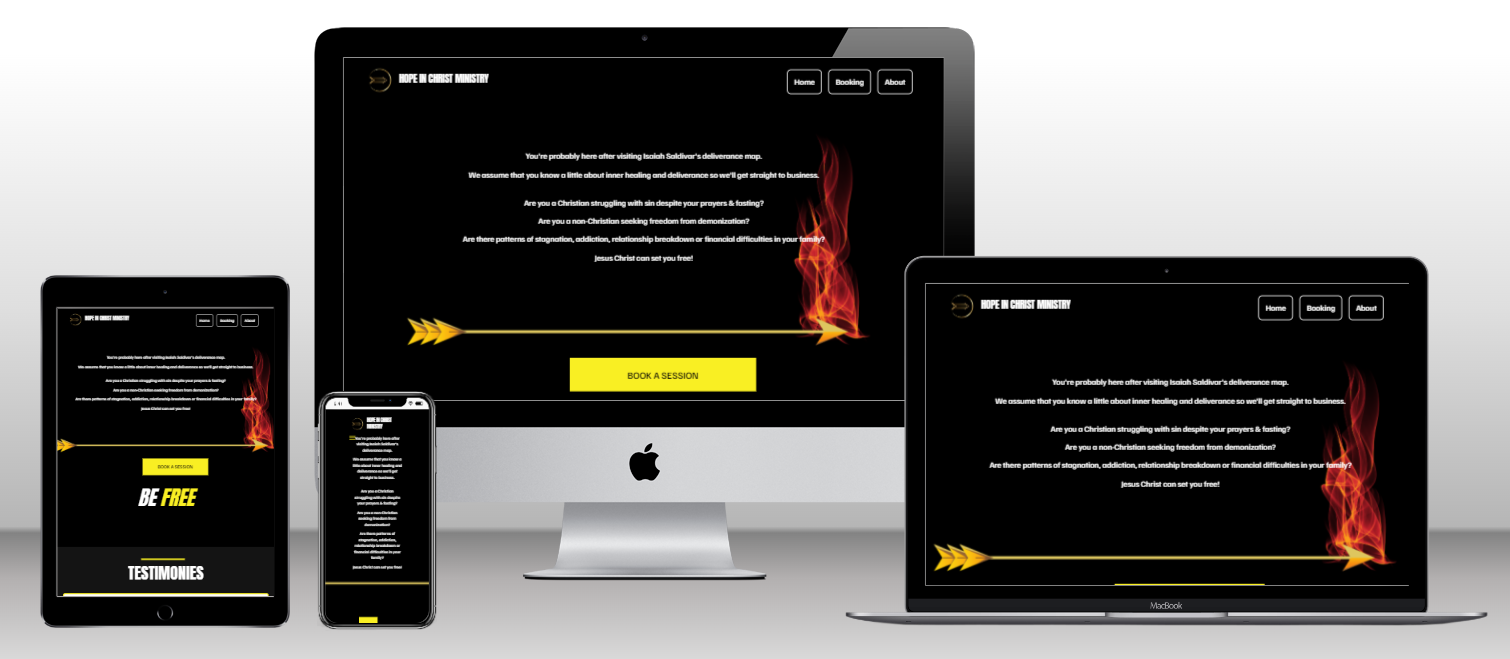 HOPE IN CHRIST MINISTRY
Home Booking About
You're probably here after visiting Isaiah Saldivar's deliverance map.
We assume that you know a little about inner healing and deliverance so we'll get straight to business.
Are you a Christian struggling with sin despite your prayers & fasting?
Are you a non-Christian seeking freedom from demonization?
Are there patterns of stagnation, addiction, relationship breakdown or financial difficulties in your family?
Jesus Christ can set you free!
BOOK A SESSION
HOPE IN CHRIST MINISTRY
Home Booking About
You're probably here after visiting Isaiah Saldivar's deliverance map.
We assume that you know a little about inner healing and deliverance so we'll get straight to business.
Are you a Christian struggling with sin despite your prayers & fasting?
Are you a non-Christian seeking freedom from demonization?
Are there patterns of stagnation, addiction, relationship breakdown or financial difficulties in your family?
Jesus Christ can set you free!
BOOK A SESSION
BE FREE
TESTIMONIES
HOPE IN CHRIST
MINISTRY
You're probably here after
visiting Isaiah Saldivar's
deliverance map.
We assume that you know a
little about inner healing and
deliverance so we'll get
straight to business.
Are you a Christian
struggling with sin despite
your prayers & fasting?
Are you a non-Christian
seeking freedom from
demonization?
Are there patterns of
stagnation, addiction,
relationship breakdown or
financial difficulties in your
family?
Jesus Christ can set you free!
HOPE IN CHRIST MINISTRY
Home Booking About
You're probably here after visiting Isaiah Saldivar's deliverance map.
We assume that you know a little about inner healing and deliverance so we'll get straight to business.
Are you a Christian struggling with sin despite your prayers & fasting?
Are you a non-Christian seeking freedom from demonization?
Are there patterns of stagnation, addiction, relationship breakdown or financial difficulties in your family?
Jesus Christ can set you free!
MacBook